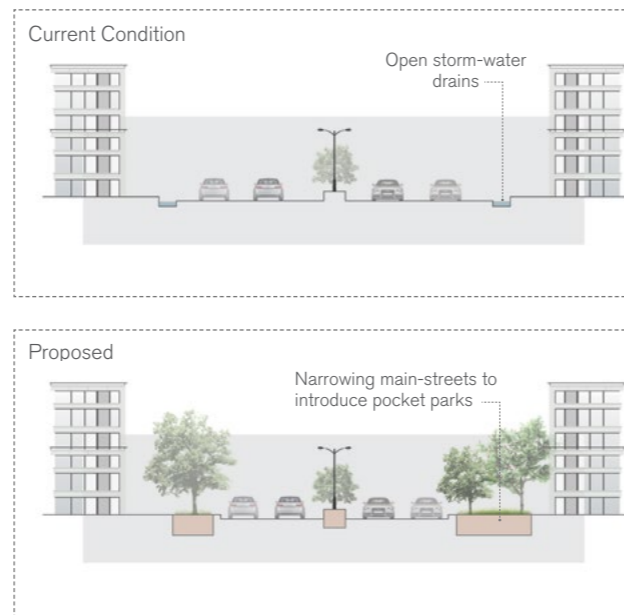 Current Condition
Open storm-water
drains
Proposed
Narrowing main-streets to
introduce pocket parks